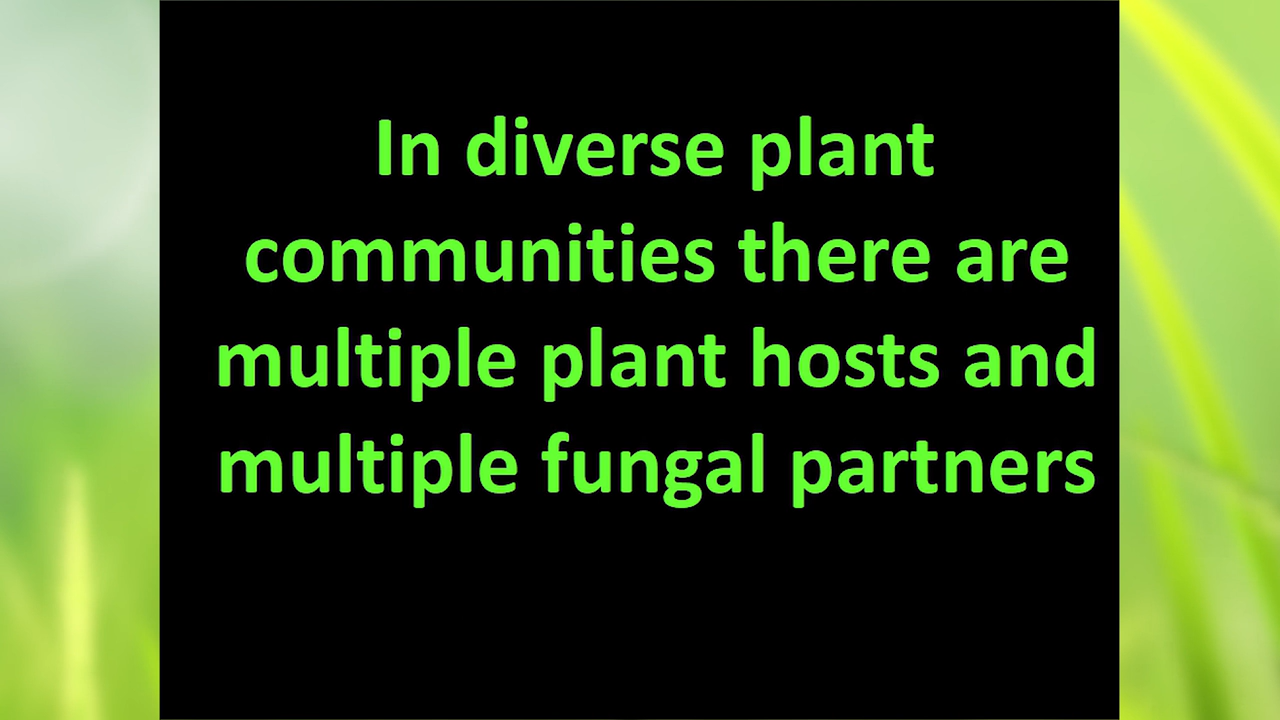 In diverse plant
communities there are
multiple plant hosts and
multiple fungal partners